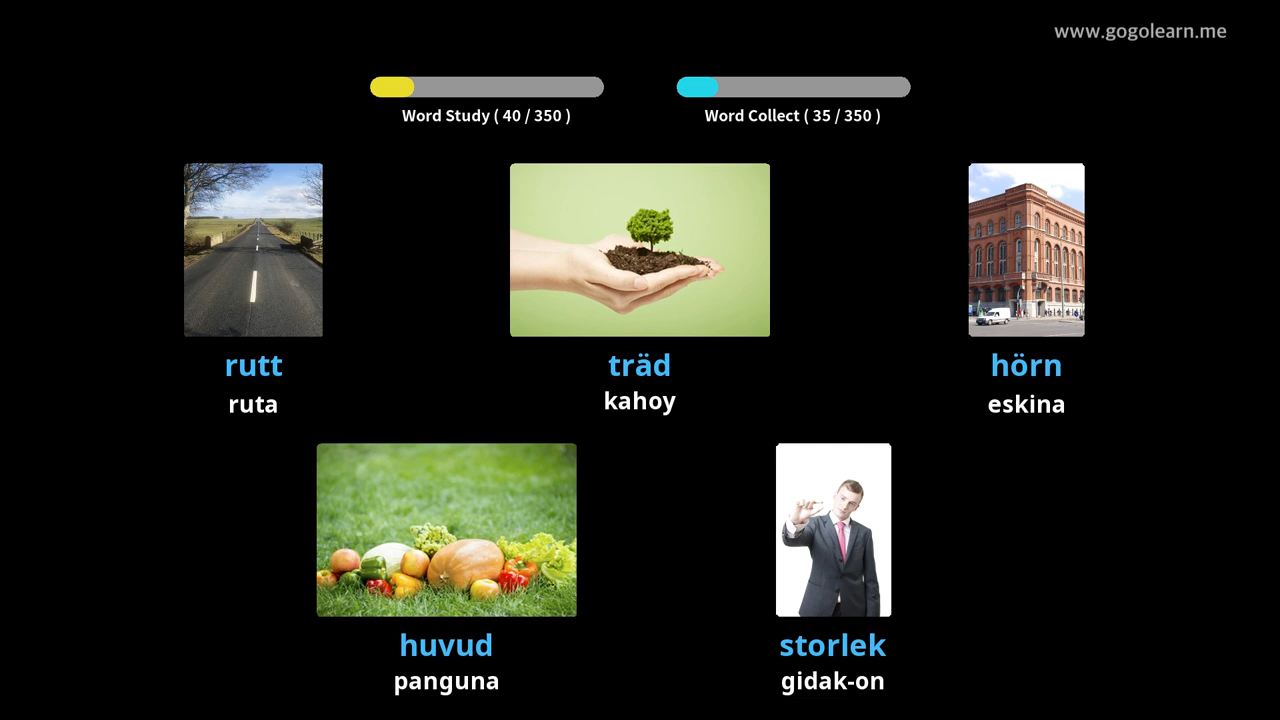 www.gogolearn.me
Word Study ( 40 / 350 )
Word Collect ( 35 / 350 )
rutt
ruta
träd
kahoy
hörn
eskina
huvud
panguna
storlek
gidak-on